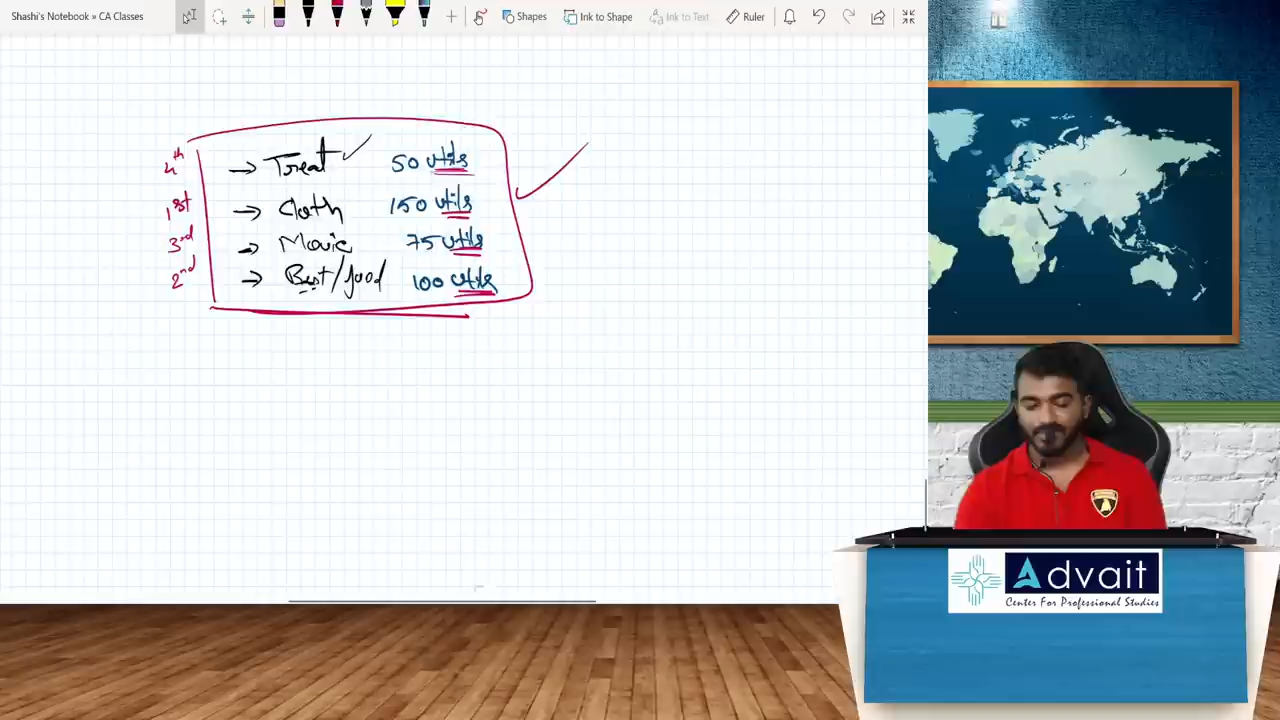 Shashi's Notebook » CA Classes
Shapes
Ink to Shape
Ink to Text
Ruler
4th → Treat ✓ 50 utils
1st → Cloth 150 utils
3rd → Movie 75 utils
2nd → Best/food 100 utils
Advait
Center For Professional Studies